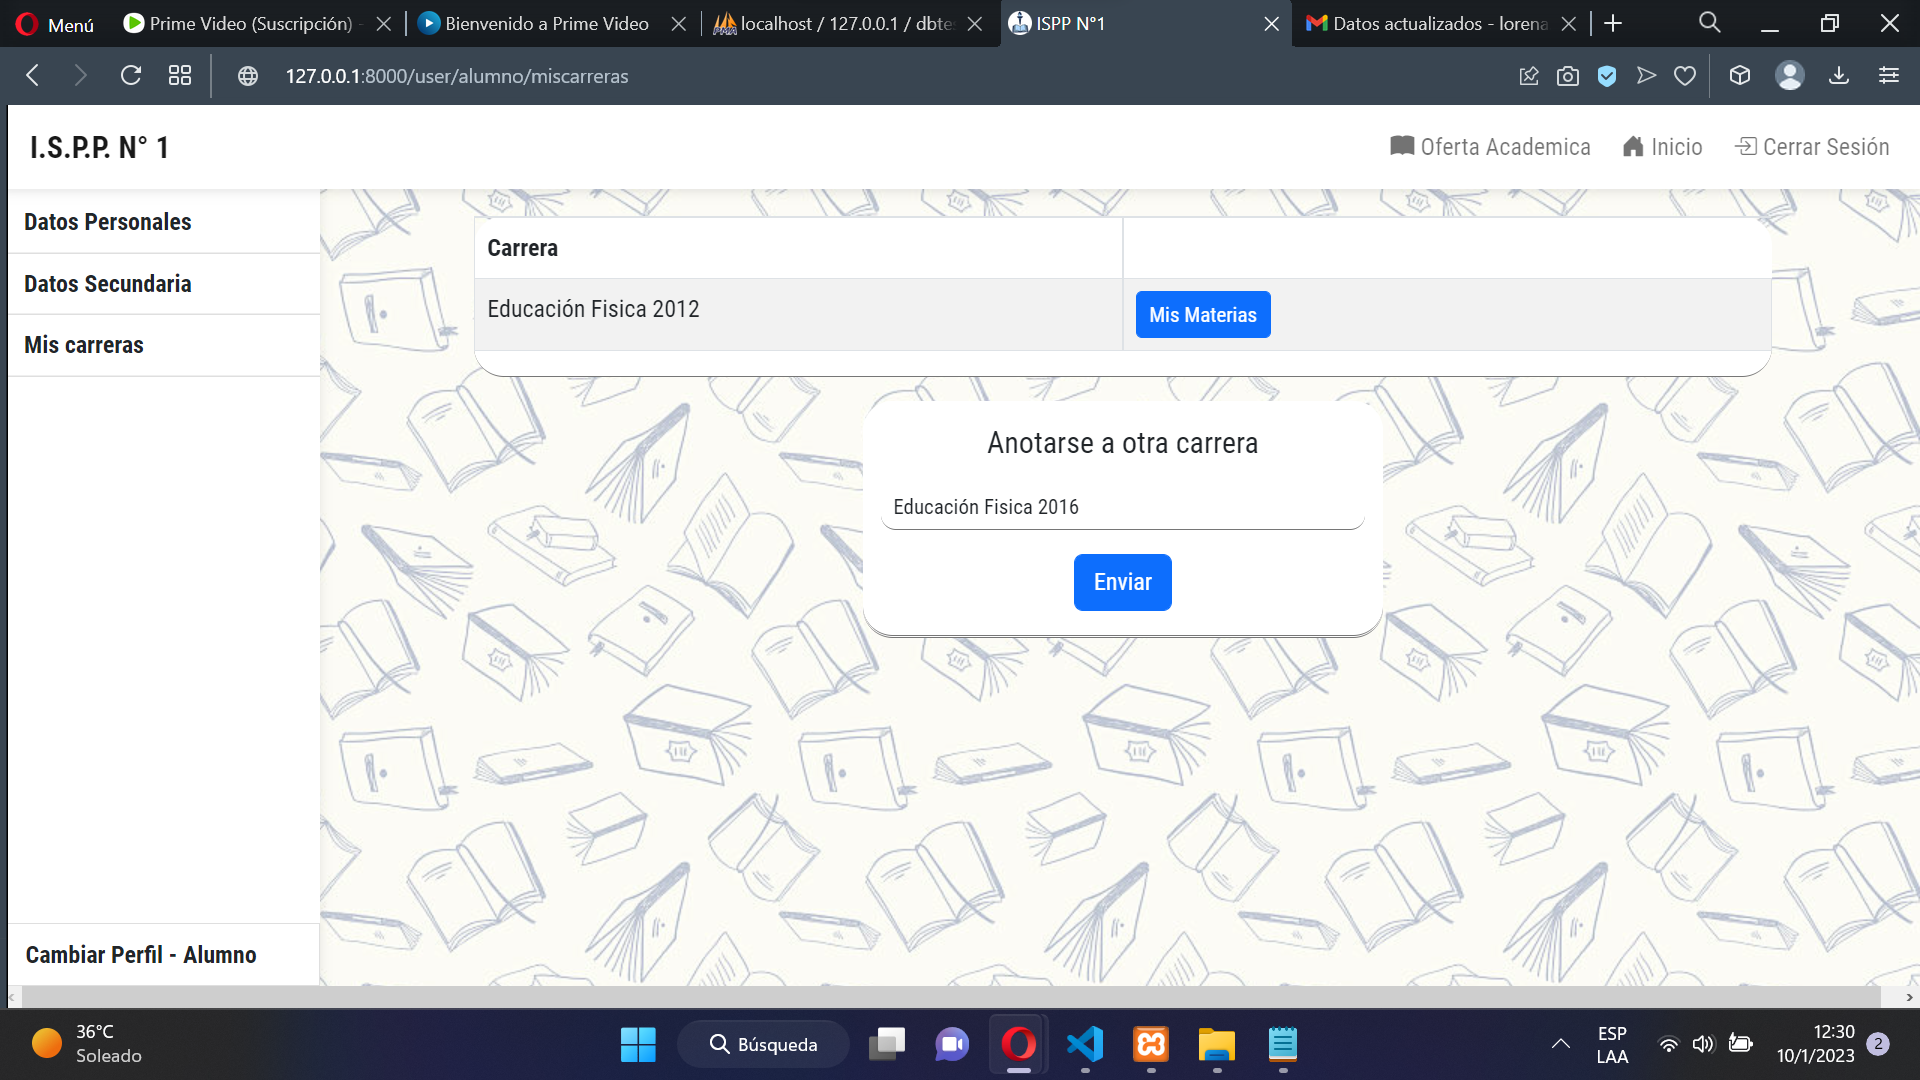 Menú
Prime Video (Suscripción) -
Bienvenido a Prime Video
localhost / 127.0.0.1 / dbtes
ISPP N°1
Datos actualizados - lorena
127.0.0.1:8000/user/alumno/miscarreras
I.S.P.P. N° 1
Oferta Academica
Inicio
Cerrar Sesión
Datos Personales
Datos Secundaria
Mis carreras
Carrera
Educación Fisica 2012
Mis Materias
Anotarse a otra carrera
Educación Fisica 2016
Enviar
Cambiar Perfil - Alumno
36°C
Soleado
Búsqueda
ESP
LAA
12:30
10/1/2023
2